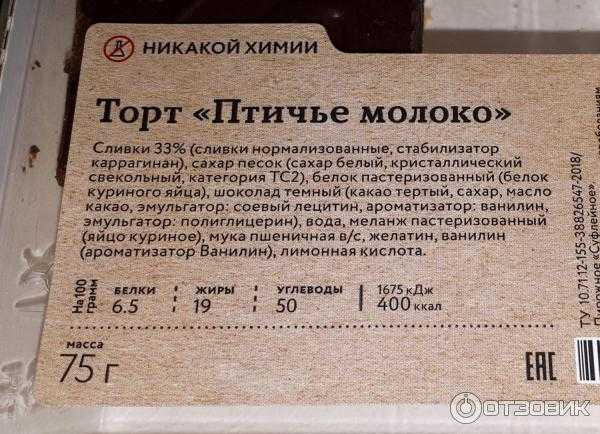 НИКАКОЙ ХИМИИ
Торт «Птичье молоко»
Сливки 33% (сливки нормализованные, стабилизатор
каррагинан), сахар песок (сахар белый, кристаллический
свекольный, категория ТС2), белок пастеризованный (белок
куриного яйца), шоколад темный (какао тертый, сахар, масло
какао, эмульгатор: соевый лецитин, ароматизатор: ванилин,
эмульгатор: полиглицерин), вода, меланж пастеризованный
(яйцо куриное), мука пшеничная в/с, желатин, ванилин
(ароматизатор Ванилин), лимонная кислота.
На 100
грамм
БЕЛКИ
6.5
ЖИРЫ
19
УГЛЕВОДЫ
50
1675 кДж
400 ккал
масса
75 г
EAC
ТУ 10.7112-155-38826547-2018/
Пирожное «Суфлейное»
ОТЗОВИК